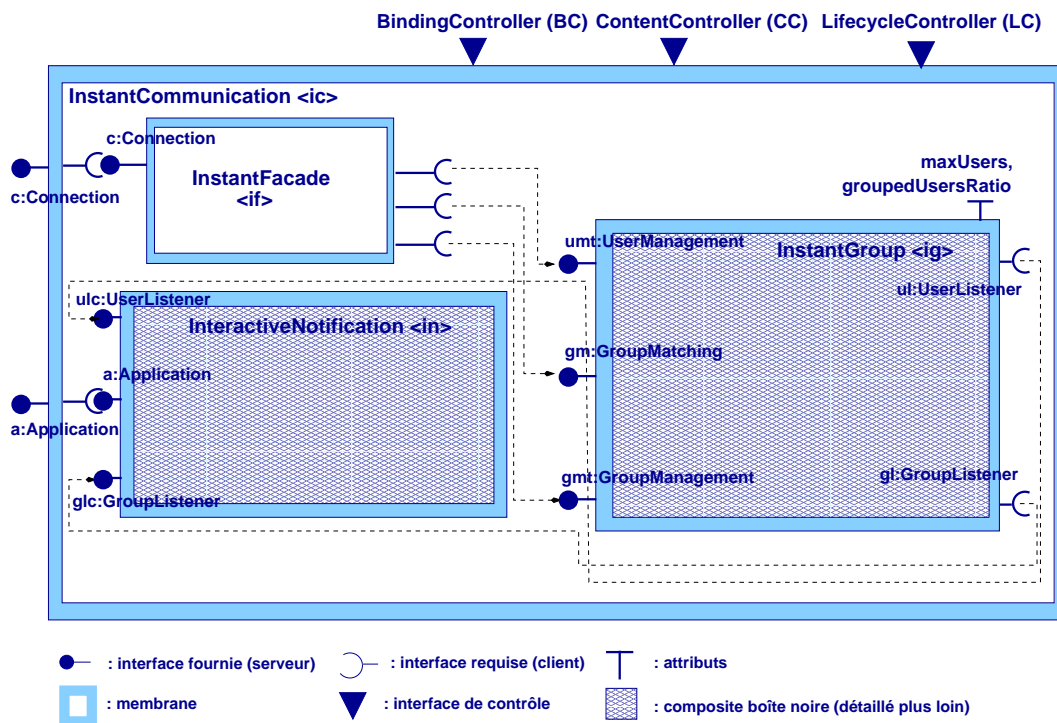 BindingController (BC)
ContentController (CC)
LifecycleController (LC)
InstantCommunication <ic>
c:Connection
c:Connection
InstantFacade
<if>
maxUsers,
groupedUsersRatio
umt:UserManagement
InstantGroup <ig>
ul:UserListener
ulc:UserListener
InteractiveNotification <in>
gm:GroupMatching
a:Application
a:Application
gmt:GroupManagement
gl:GroupListener
glc:GroupListener
: interface fournie (serveur)
: interface requise (client)
: attributs
: membrane
: interface de contrôle
: composite boîte noire (détaillé plus loin)